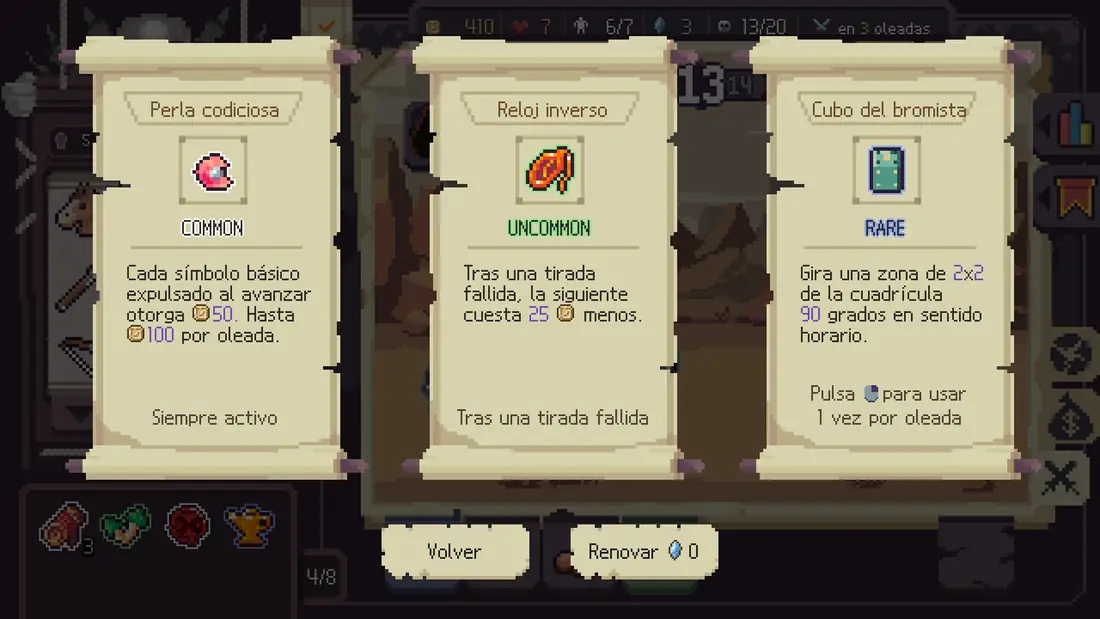 410 7 6/7 3 13/20 en 3 oleadas
13 14
5
Perla codiciosa
COMMON
Cada símbolo básico
expulsado al avanzar
otorga 50. Hasta
100 por oleada.
Siempre activo
Reloj inverso
UNCOMMON
Tras una tirada
fallida, la siguiente
cuesta 25 menos.
Tras una tirada fallida
Cubo del bromista
RARE
Gira una zona de 2x2
de la cuadrícula
90 grados en sentido
horario.
Pulsa para usar
1 vez por oleada
3
4/8
Volver
Renovar 0